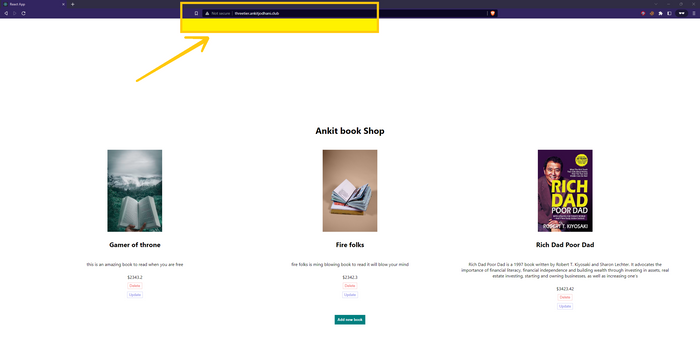 React App
Not secure
threetier.ankitjodhani.club
Ankit book Shop
RICH
DAD
POOR DAD
ROBERT T. KIYOSAKI
Gamer of throne
Fire folks
Rich Dad Poor Dad
this is an amazing book to read when you are free
fire folks is ming blowing book to read it will blow your mind
Rich Dad Poor Dad is a 1997 book written by Robert T. Kiyosaki and Sharon Lechter. It advocates the
importance of financial literacy, financial independence and building wealth through investing in assets, real
estate investing, starting and owning businesses, as well as increasing one's
$2343.2
$2342.3
$3423.42
Delete
Delete
Delete
Update
Update
Update
Add new book